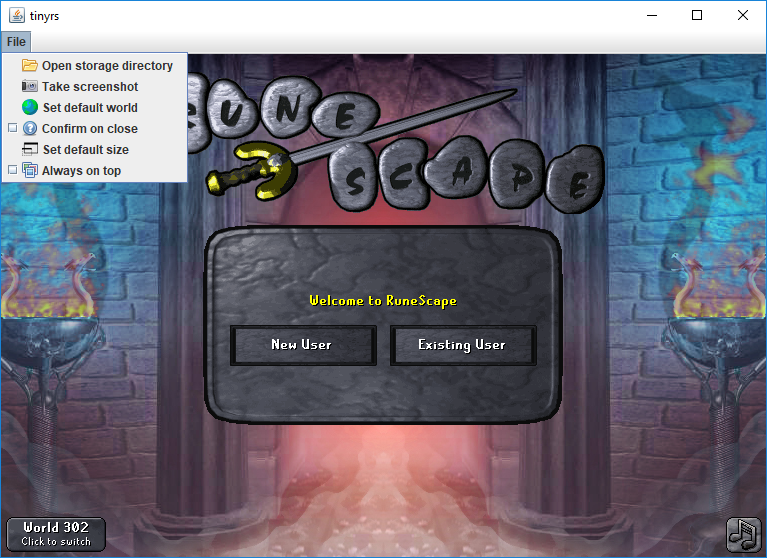 tinyrs
File
Open storage directory
Take screenshot
Set default world
Confirm on close
Set default size
Always on top
RUNE
SCAPE
Welcome to RuneScape
New User
Existing User
World 302
Click to switch